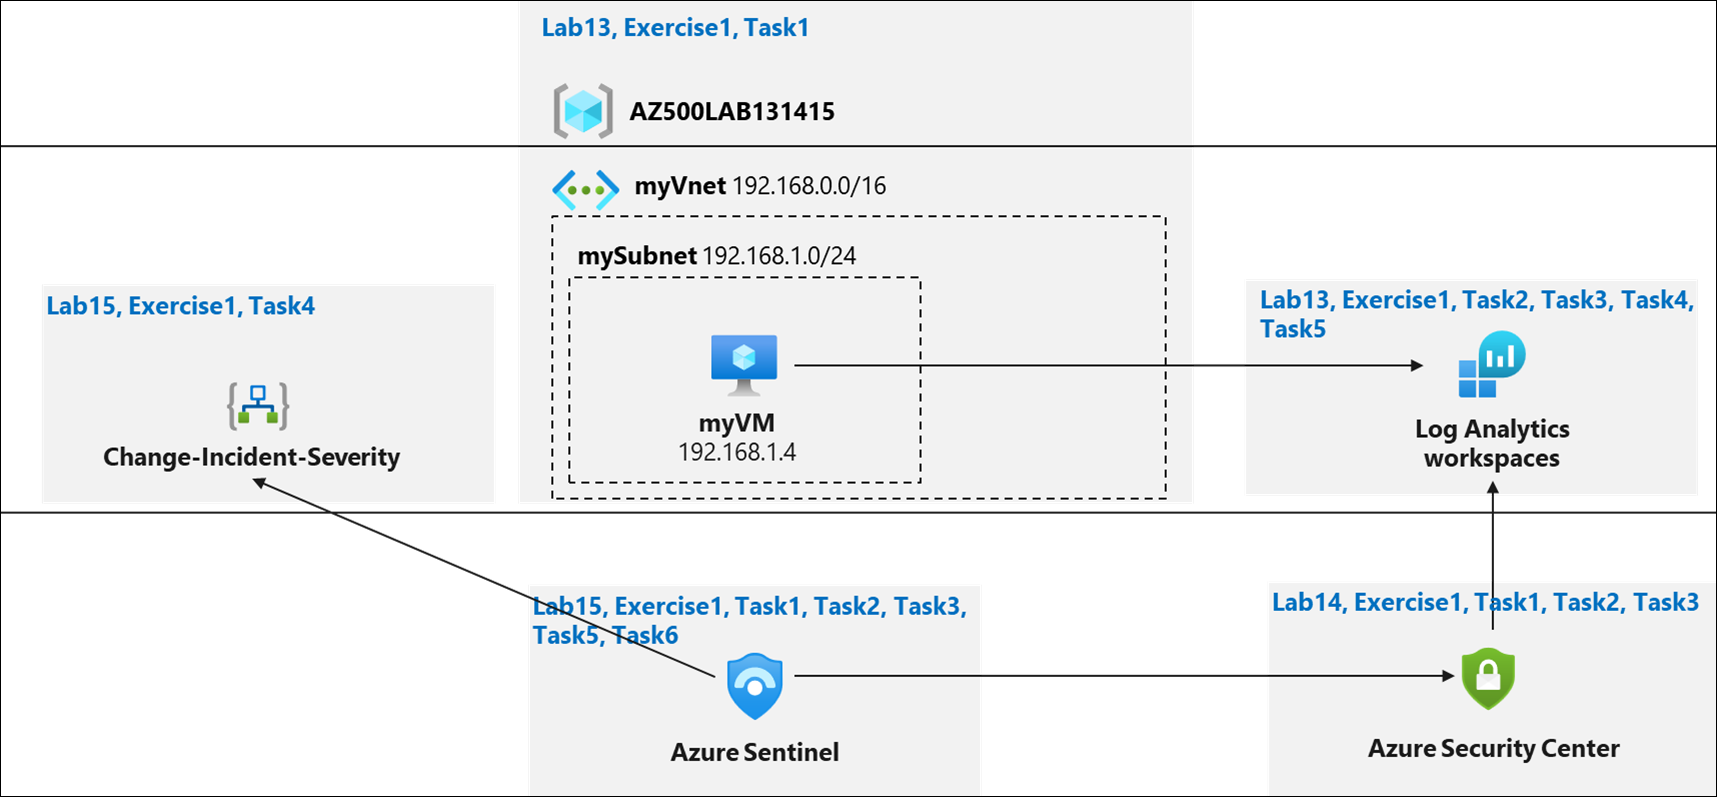 Lab13, Exercise1, Task1
AZ500LAB131415
myVnet 192.168.0.0/16
mySubnet 192.168.1.0/24
myVM
192.168.1.4
Lab15, Exercise1, Task4
Change-Incident-Severity
Lab13, Exercise1, Task2, Task3, Task4,
Task5
Log Analytics
workspaces
Lab15, Exercise1, Task1, Task2, Task3,
Task5, Task6
Azure Sentinel
Lab14, Exercise1, Task1, Task2, Task3
Azure Security Center